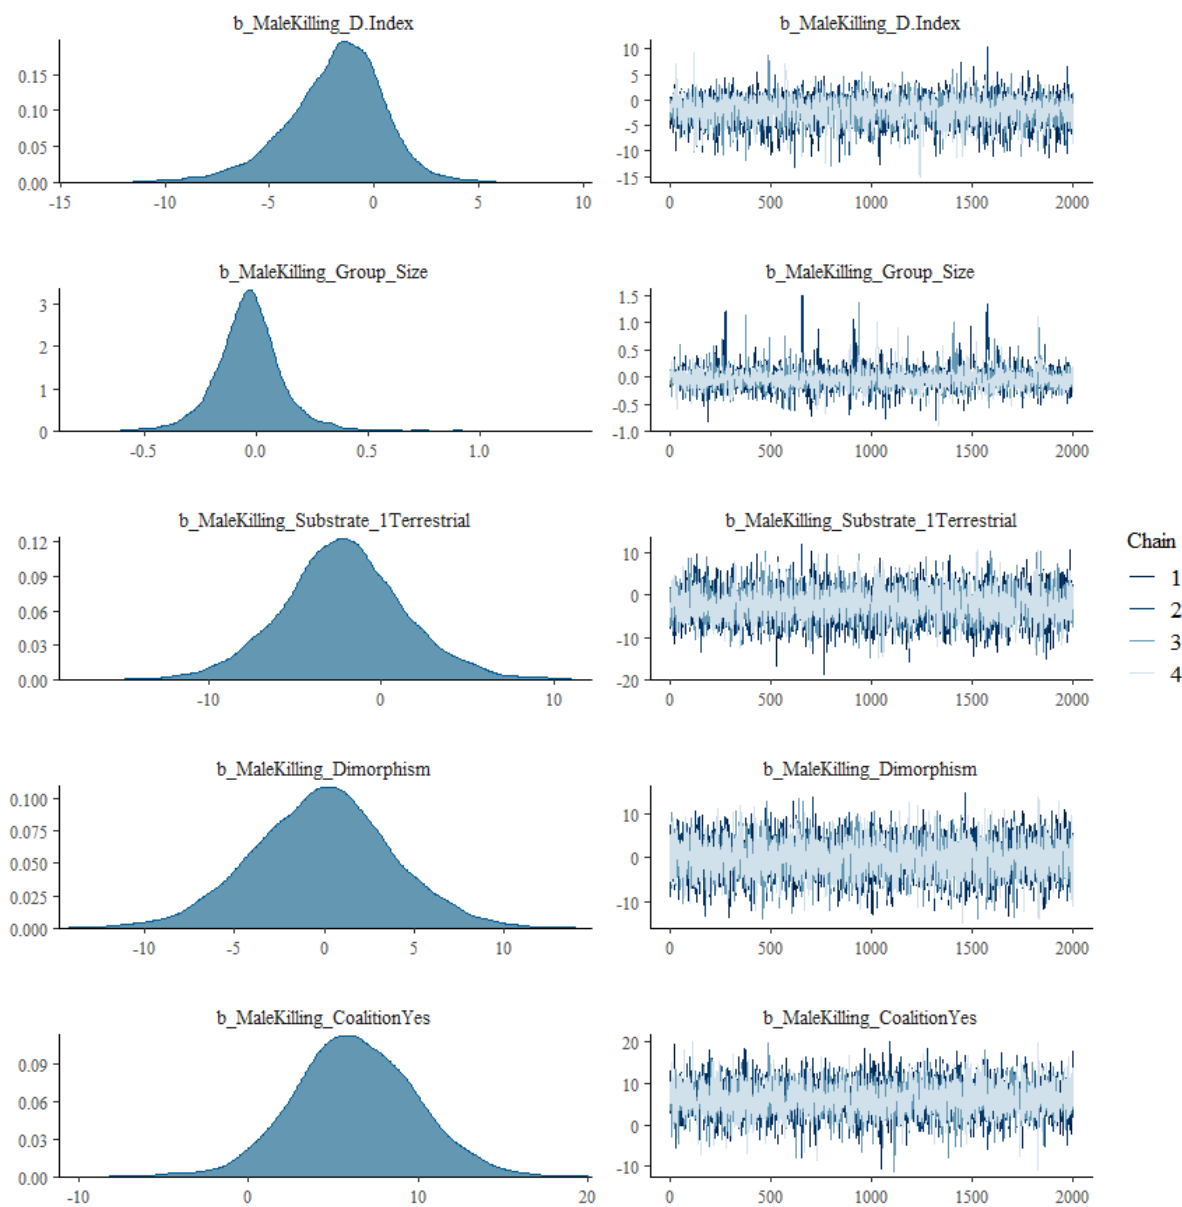 b_MaleKilling_D.Index
0.15
0.10
0.05
0.00
-15 -10 -5 0 5 10
b_MaleKilling_D.Index
10
5
0
-5
-10
-15
0 500 1000 1500 2000
b_MaleKilling_Group_Size
3
2
1
0
-0.5 0.0 0.5 1.0
b_MaleKilling_Group_Size
1.5
1.0
0.5
0.0
-0.5
-1.0
0 500 1000 1500 2000
b_MaleKilling_Substrate_1Terrestrial
0.12
0.09
0.06
0.03
0.00
-10 0 10
b_MaleKilling_Substrate_1Terrestrial
10
0
-10
-20
0 500 1000 1500 2000
Chain
1
2
3
4
b_MaleKilling_Dimorphism
0.100
0.075
0.050
0.025
0.000
-10 -5 0 5 10
b_MaleKilling_Dimorphism
10
0
-10
0 500 1000 1500 2000
b_MaleKilling_CoalitionYes
0.09
0.06
0.03
0.00
-10 0 10 20
b_MaleKilling_CoalitionYes
20
10
0
-10
0 500 1000 1500 2000